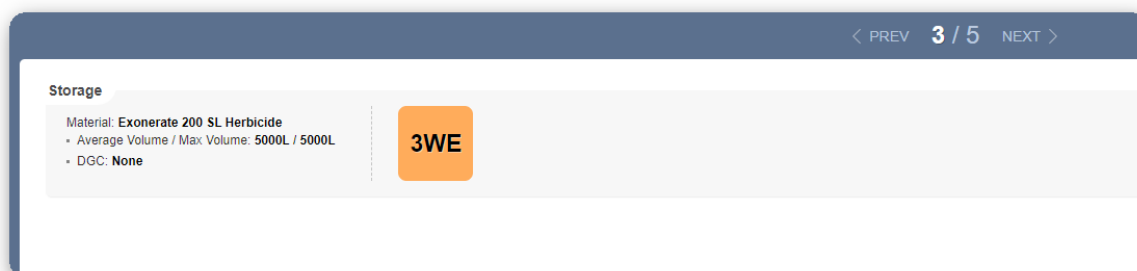 PREV 3 / 5 NEXT
Storage
Material: Exonerate 200 SL Herbicide
Average Volume / Max Volume: 5000L / 5000L
DGC: None
3WE